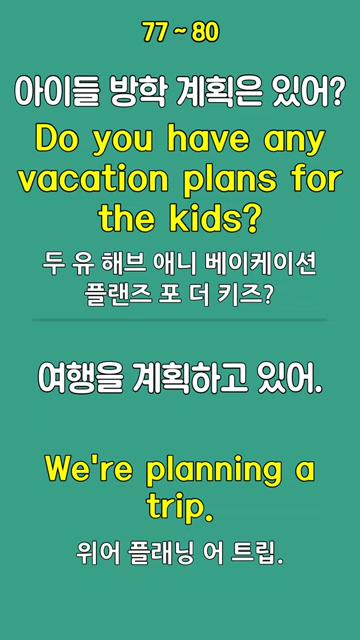 77 ~ 80
아이들 방학 계획은 있어?
Do you have any
vacation plans for
the kids?
두 유 해브 애니 베이케이션
플랜즈 포 더 키즈?
여행을 계획하고 있어.
We're planning a
trip.
위어 플래닝 어 트립.